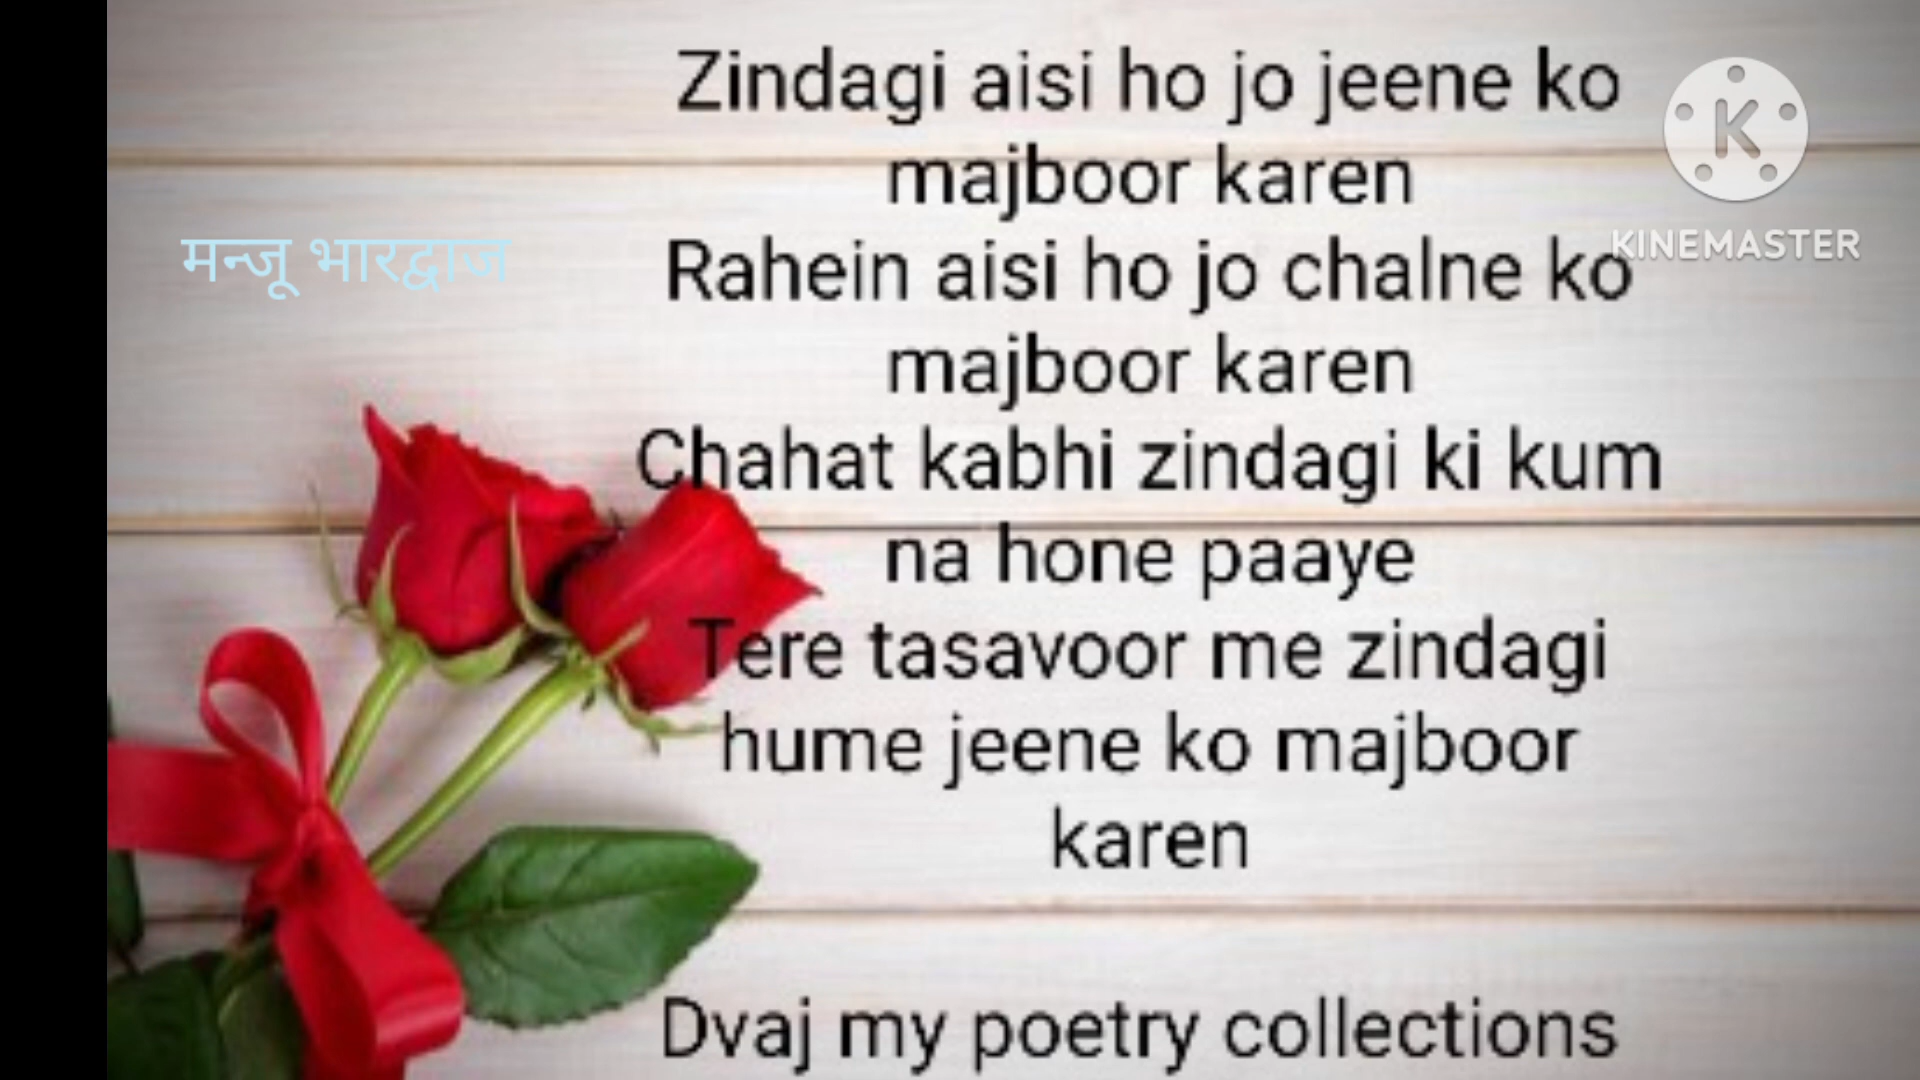 Zindagi aisi ho jo jeene ko
majboor karen
Rahein aisi ho jo chalne ko
majboor karen
Chahat kabhi zindagi ki kum
na hone paaye
Tere tasavoor me zindagi
hume jeene ko majboor
karen
Dvaj my poetry collections
मन्जू भारद्वाज
K
KINEMASTER